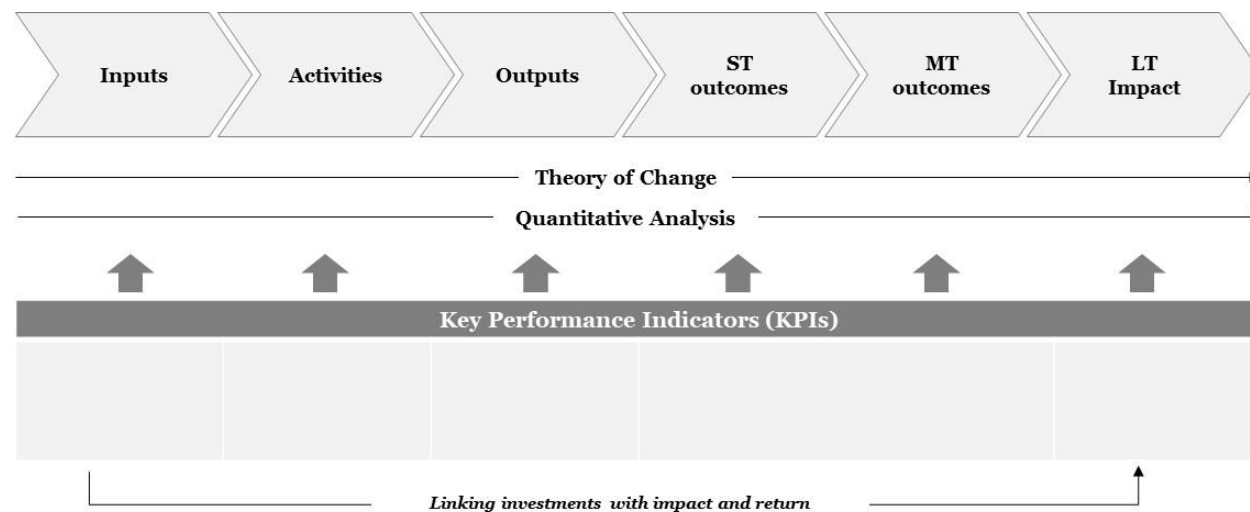 Inputs
Activities
Outputs
ST
outcomes
MT
outcomes
LT
Impact
Theory of Change
Quantitative Analysis
Key Performance Indicators (KPIs)
Linking investments with impact and return